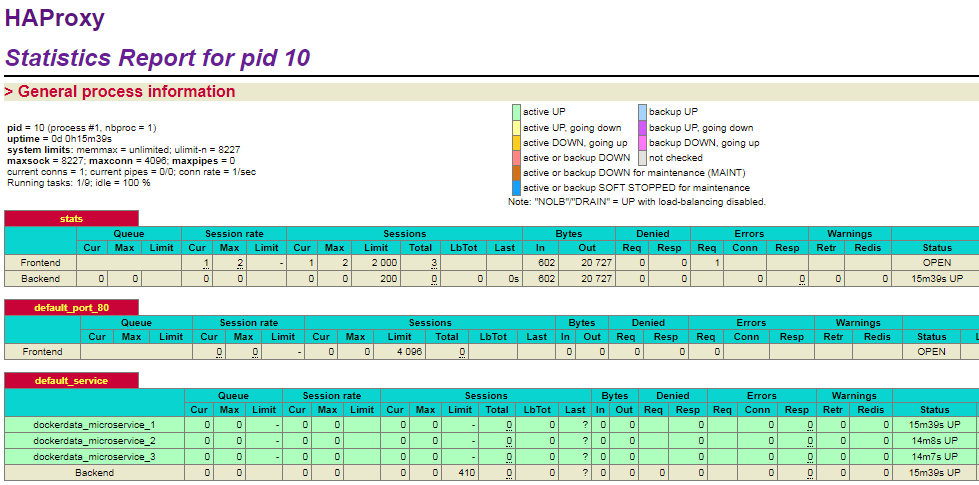 HAProxy
Statistics Report for pid 10
> General process information
pid = 10 (process #1, nbproc = 1)
uptime = 0d 0h15m39s
system limits: memmax = unlimited; ulimit-n = 8227
maxsock = 8227; maxconn = 4096; maxpipes = 0
current conns = 1; current pipes = 0/0; conn rate = 1/sec
Running tasks: 1/9; idle = 100 %
active UP backup UP
active UP, going down backup UP, going down
active DOWN, going up backup DOWN, going up
active or backup DOWN not checked
active or backup DOWN for maintenance (MAINT)
active or backup SOFT STOPPED for maintenance
Note: "NOLB"/"DRAIN" = UP with load-balancing disabled.
stats
Queue Session rate Sessions Bytes Denied Errors Warnings
Cur Max Limit Cur Max Limit Cur Max Limit Total LbTot Last In Out Req Resp Req Conn Resp Retr Redis Status
Frontend 1 2 - 1 2 2 000 3 602 20 727 0 0 1 OPEN
Backend 0 0 0 0 0 0 200 0 0 0s 602 20 727 0 0 0 0 0 0 15m39s UP
default_port_80
Queue Session rate Sessions Bytes Denied Errors Warnings
Cur Max Limit Cur Max Limit Cur Max Limit Total LbTot Last In Out Req Resp Req Conn Resp Retr Redis Status
Frontend 0 0 - 0 0 4 096 0 0 0 0 0 0 OPEN
default_service
Queue Session rate Sessions Bytes Denied Errors Warnings
Cur Max Limit Cur Max Limit Cur Max Limit Total LbTot Last In Out Req Resp Req Conn Resp Retr Redis Status
dockerdata_microservice_1 0 0 - 0 0 0 0 - 0 0 ? 0 0 0 0 0 0 0 15m39s UP
dockerdata_microservice_2 0 0 - 0 0 0 0 - 0 0 ? 0 0 0 0 0 0 0 14m8s UP
dockerdata_microservice_3 0 0 - 0 0 0 0 - 0 0 ? 0 0 0 0 0 0 0 14m7s UP
Backend 0 0 0 0 0 0 410 0 0 ? 0 0 0 0 0 0 0 0 15m39s UP